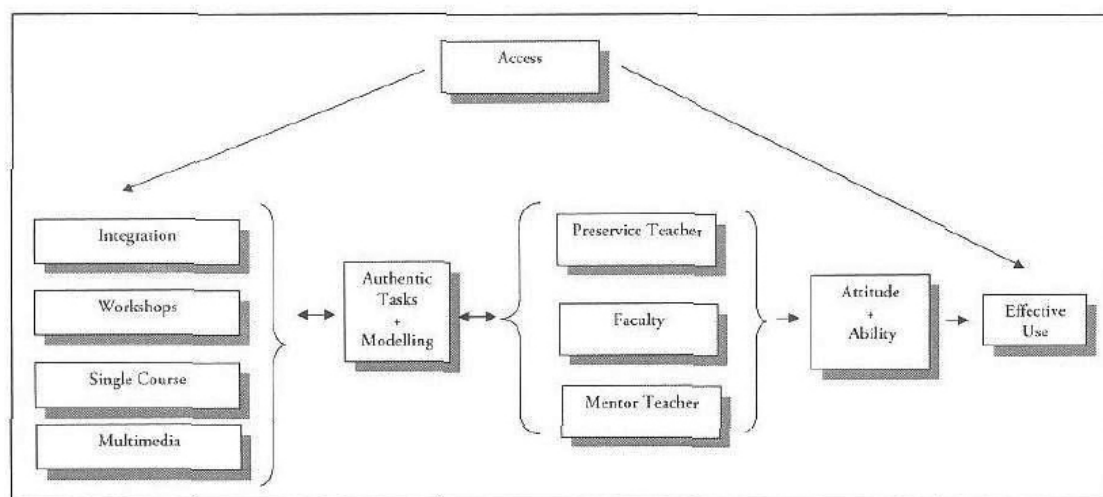 Access
Integration
Workshops
Single Course
Multimedia
Authentic
Tasks
+
Modelling
Preservice Teacher
Faculty
Mentor Teacher
Attitude
+
Ability
Effective
Use